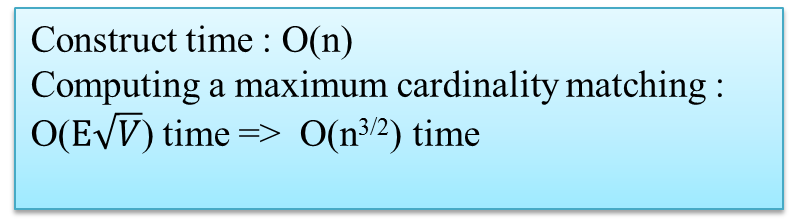 Construct time : O(n)
Computing a maximum cardinality matching :
O(E√V) time => O(n^{3/2}) time